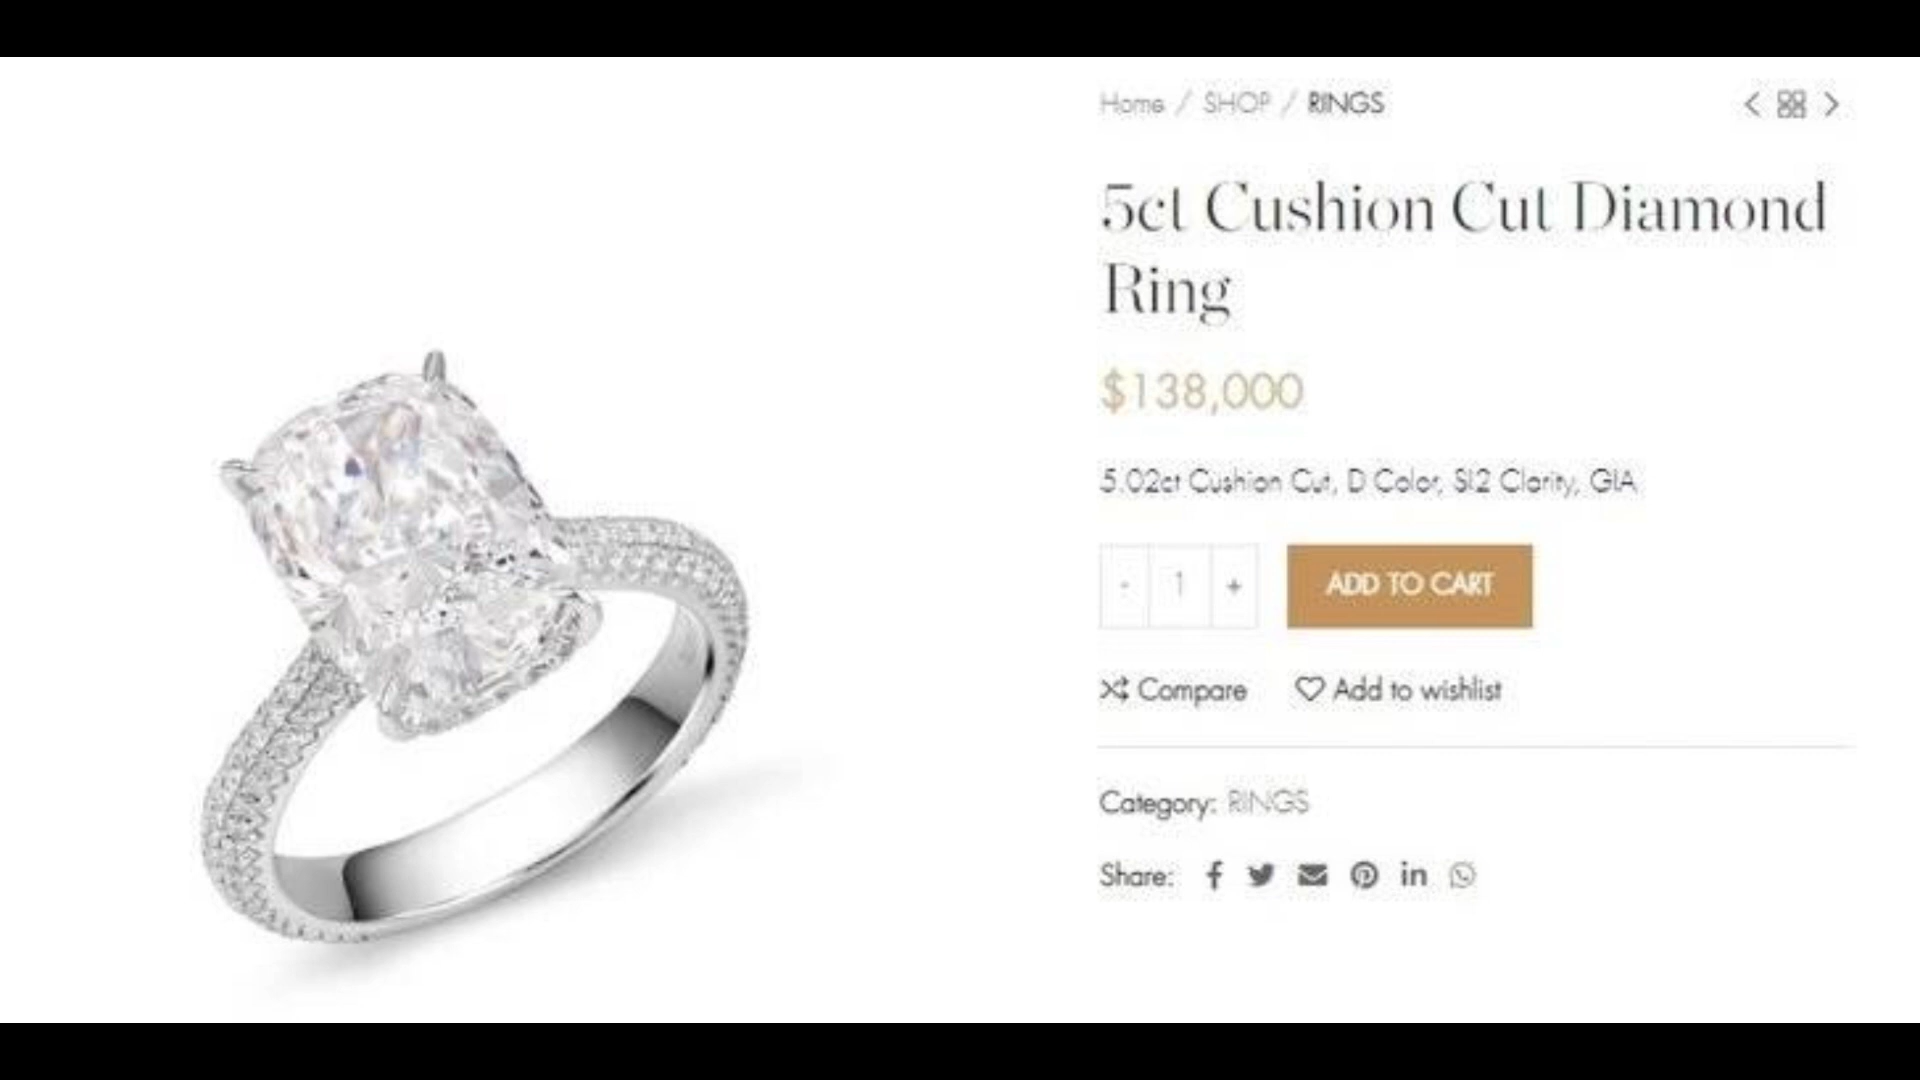 Home / SHOP / RINGS
5ct Cushion Cut Diamond
Ring
$138,000
5.02ct Cushion Cut, D Color, SI2 Clarity, GIA
- 1 +
ADD TO CART
Compare
Add to wishlist
Category: RINGS
Share: